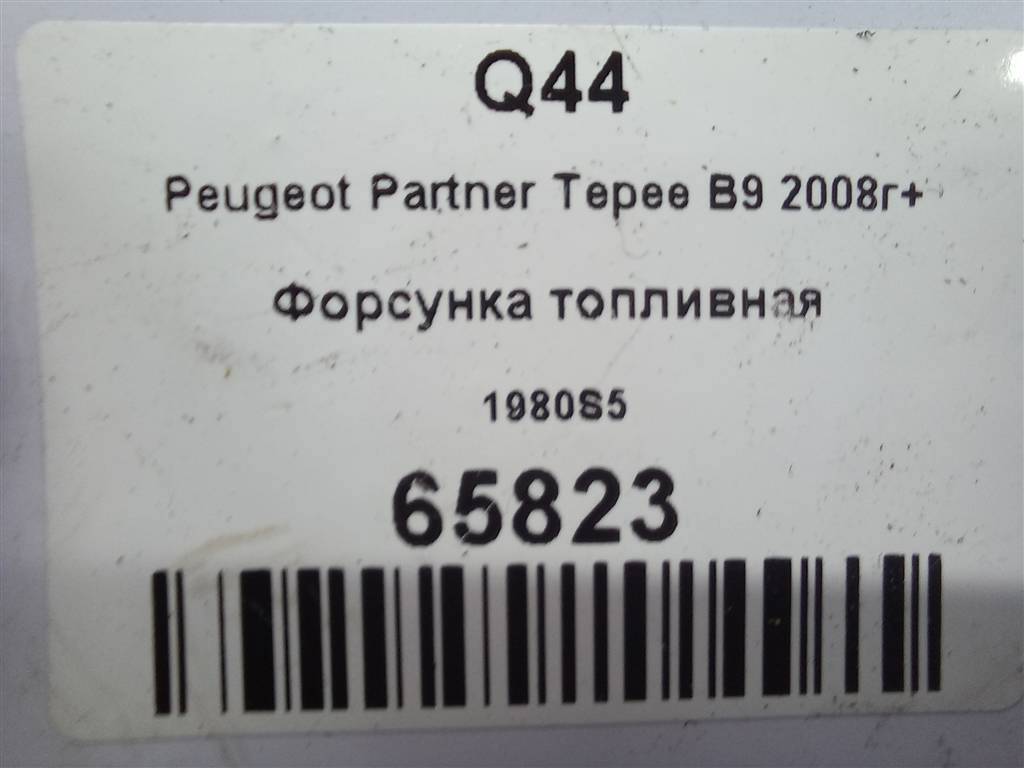 Q44
Peugeot Partner Tepee B9 2008г+
Форсунка топливная
1980S5
65823